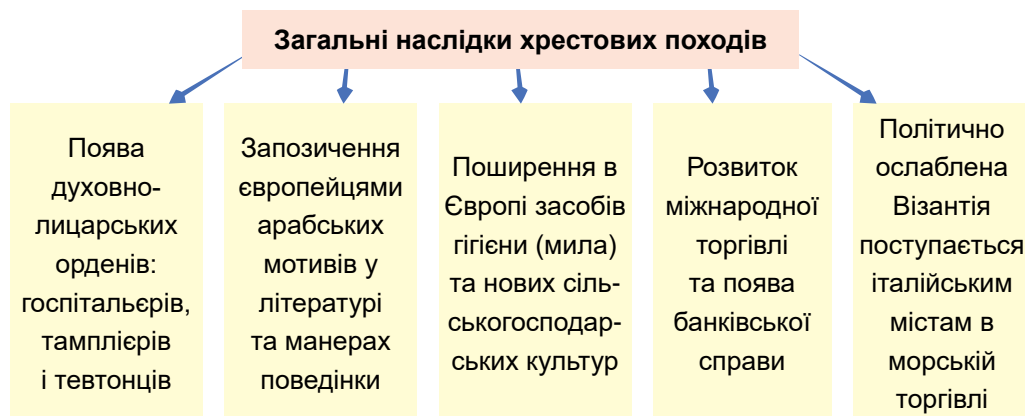 Загальні наслідки хрестових походів
Поява
духовно-
лицарських
орденів:
госпітальєрів,
тамплієрів
і тевтонців
Запозичення
європейцями
арабських
мотивів у
літературі
та манерах
поведінки
Поширення в
Європі засобів
гігієни (мила)
та нових сіль-
ськогосподар-
ських культур
Розвиток
міжнародної
торгівлі
та поява
банківської
справи
Політично
ослаблена
Візантія
поступається
італійським
містам в
морській
торгівлі